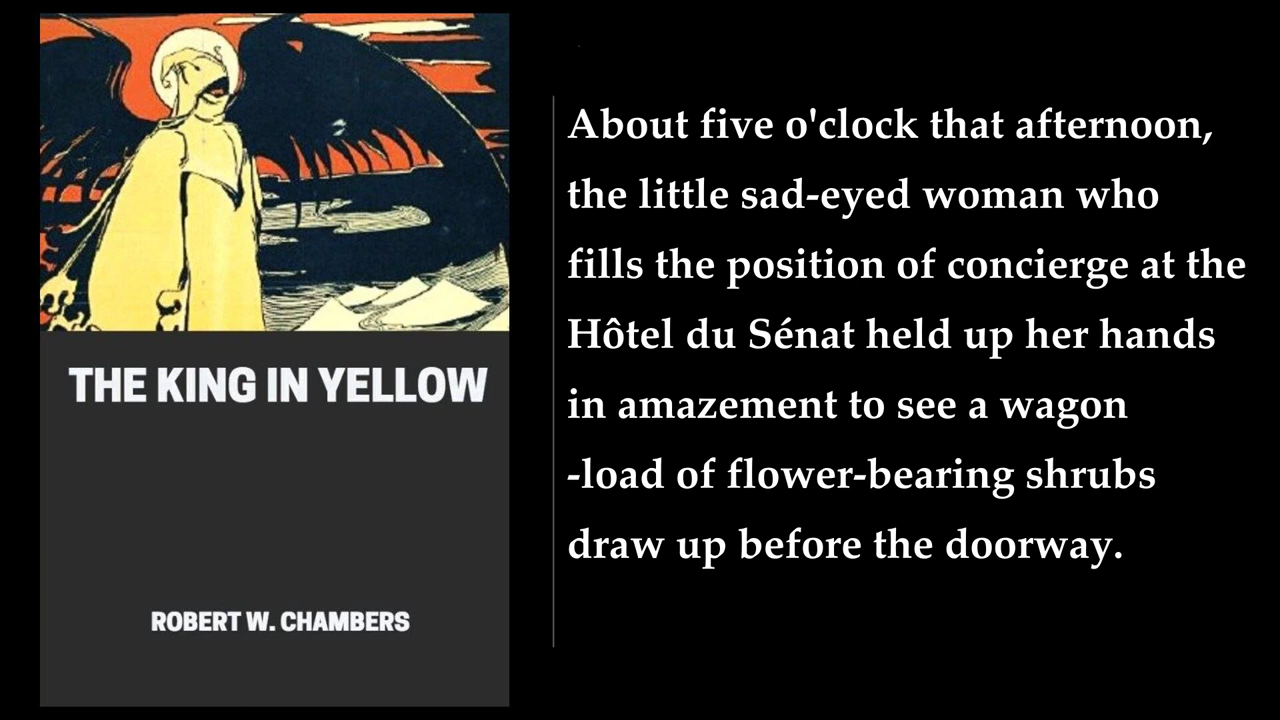 THE KING IN YELLOW
ROBERT W. CHAMBERS
About five o'clock that afternoon,
the little sad-eyed woman who
fills the position of concierge at the
Hôtel du Sénat held up her hands
in amazement to see a wagon
-load of flower-bearing shrubs
draw up before the doorway.